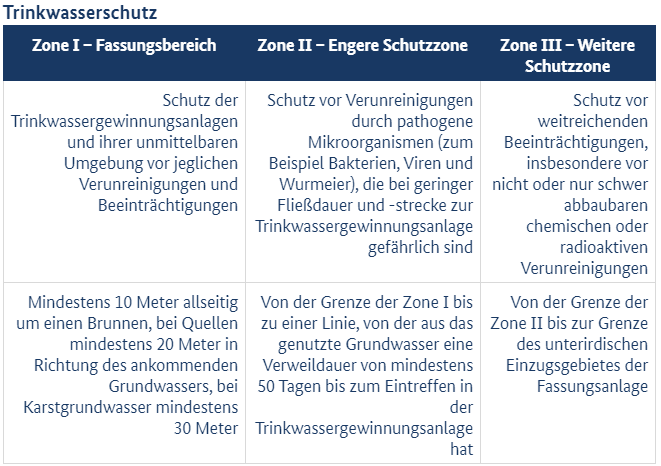 Trinkwasserschutz
Zone I – Fassungsbereich
Zone II – Engere Schutzzone
Zone III – Weitere
Schutzzone
Schutz der
Trinkwassergewinnungsanlagen
und ihrer unmittelbaren
Umgebung vor jeglichen
Verunreinigungen und
Beeinträchtigungen
Schutz vor Verunreinigungen
durch pathogene
Mikroorganismen (zum
Beispiel Bakterien, Viren und
Wurmeier), die bei geringer
Fließdauer und -strecke zur
Trinkwassergewinnungsanlage
gefährlich sind
Schutz vor
weitreichenden
Beeinträchtigungen,
insbesondere vor
nicht oder nur schwer
abbaubaren
chemischen oder
radioaktiven
Verunreinigungen
Mindestens 10 Meter allseitig
um einen Brunnen, bei Quellen
mindestens 20 Meter in
Richtung des ankommenden
Grundwassers, bei
Karstgrundwasser mindestens
30 Meter
Von der Grenze der Zone I bis
zu einer Linie, von der aus das
genutzte Grundwasser eine
Verweildauer von mindestens
50 Tagen bis zum Eintreffen in
der
Trinkwassergewinnungsanlage
hat
Von der Grenze der
Zone II bis zur Grenze
des unterirdischen
Einzugsgebietes der
Fassungsanlage